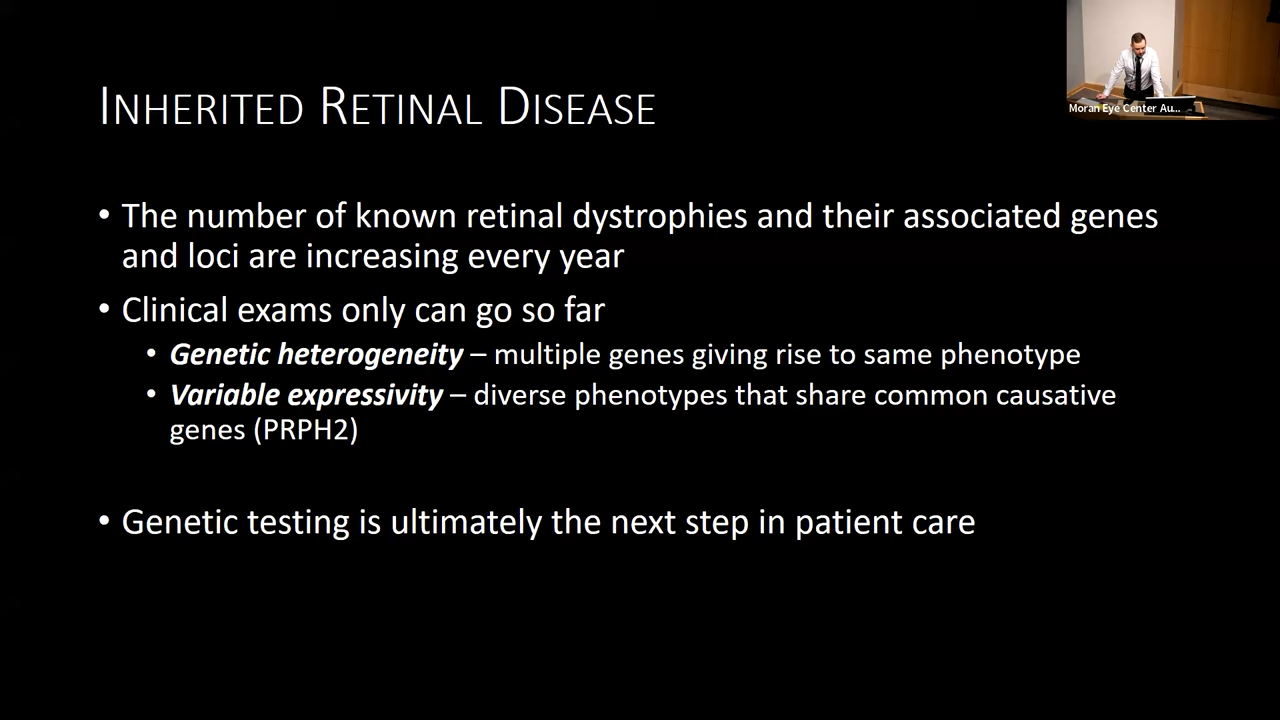 INHERITED RETINAL DISEASE
Moran Eye Center Au...
• The number of known retinal dystrophies and their associated genes
and loci are increasing every year
• Clinical exams only can go so far
• Genetic heterogeneity – multiple genes giving rise to same phenotype
• Variable expressivity – diverse phenotypes that share common causative
genes (PRPH2)
• Genetic testing is ultimately the next step in patient care